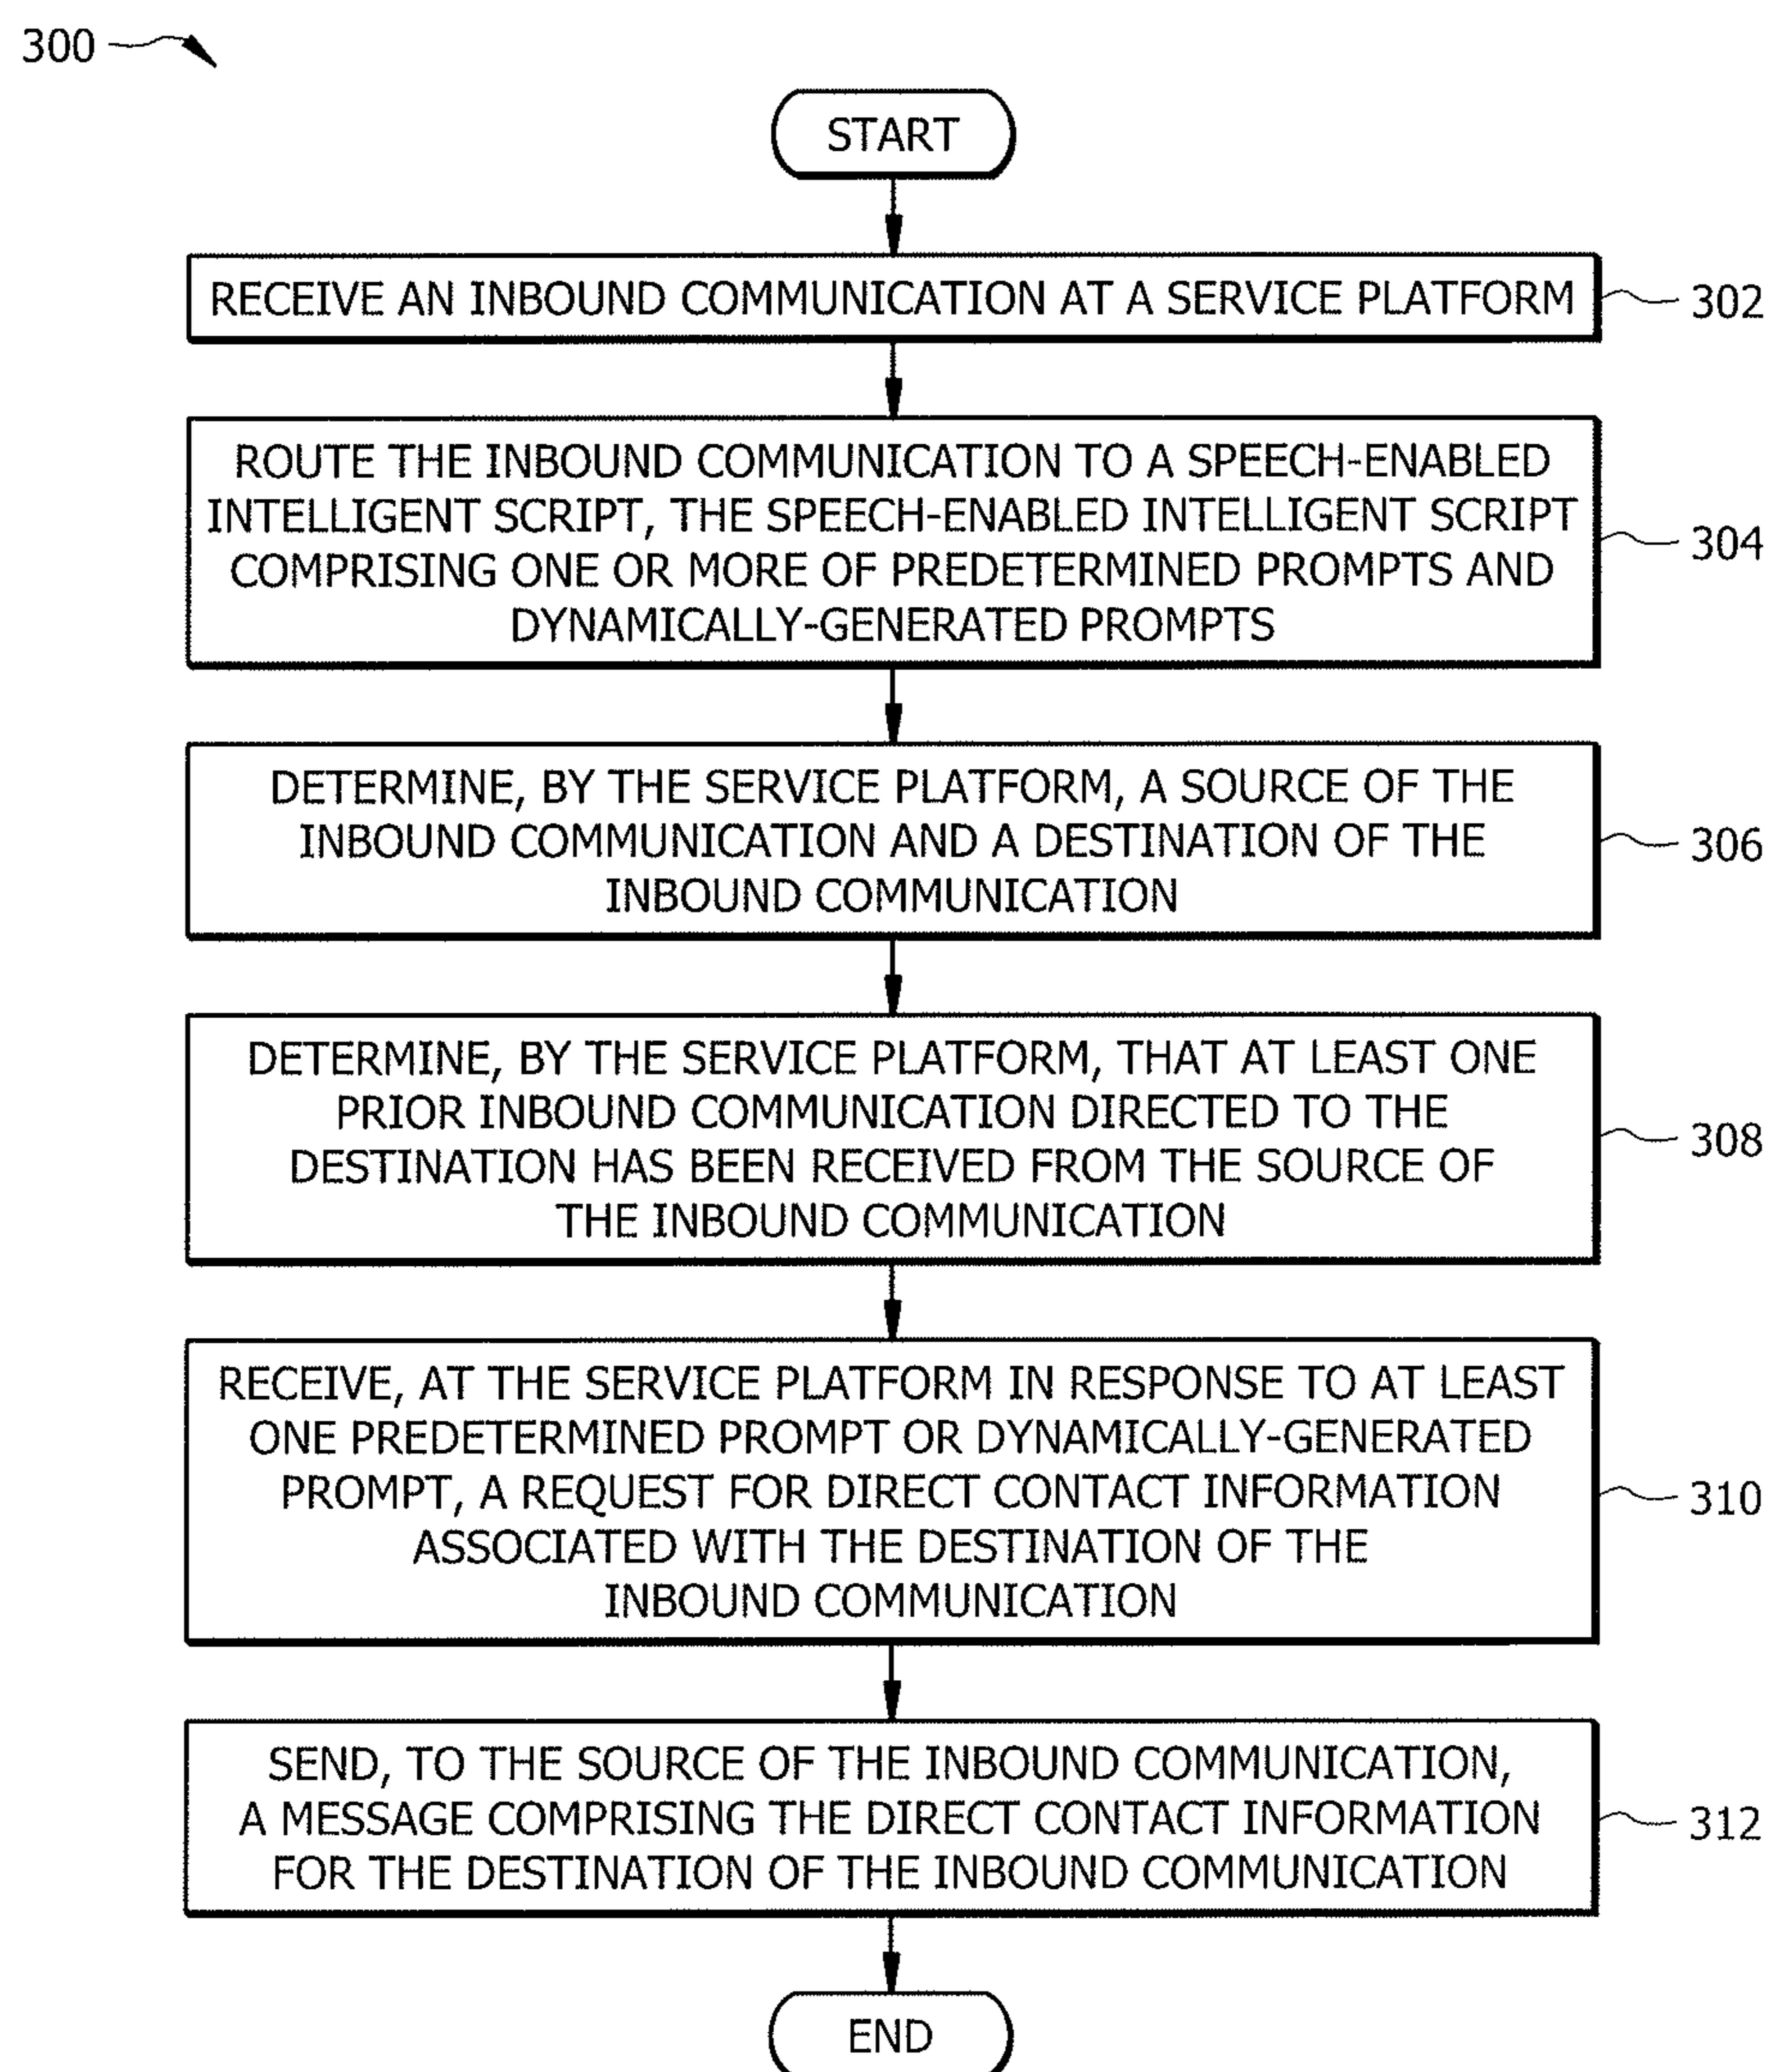 300
START
RECEIVE AN INBOUND COMMUNICATION AT A SERVICE PLATFORM
302
ROUTE THE INBOUND COMMUNICATION TO A SPEECH-ENABLED
INTELLIGENT SCRIPT, THE SPEECH-ENABLED INTELLIGENT SCRIPT
COMPRISING ONE OR MORE OF PREDETERMINED PROMPTS AND
DYNAMICALLY-GENERATED PROMPTS
304
DETERMINE, BY THE SERVICE PLATFORM, A SOURCE OF THE
INBOUND COMMUNICATION AND A DESTINATION OF THE
INBOUND COMMUNICATION
306
DETERMINE, BY THE SERVICE PLATFORM, THAT AT LEAST ONE
PRIOR INBOUND COMMUNICATION DIRECTED TO THE
DESTINATION HAS BEEN RECEIVED FROM THE SOURCE OF
THE INBOUND COMMUNICATION
308
RECEIVE, AT THE SERVICE PLATFORM IN RESPONSE TO AT LEAST
ONE PREDETERMINED PROMPT OR DYNAMICALLY-GENERATED
PROMPT, A REQUEST FOR DIRECT CONTACT INFORMATION
ASSOCIATED WITH THE DESTINATION OF THE
INBOUND COMMUNICATION
310
SEND, TO THE SOURCE OF THE INBOUND COMMUNICATION,
A MESSAGE COMPRISING THE DIRECT CONTACT INFORMATION
FOR THE DESTINATION OF THE INBOUND COMMUNICATION
312
END